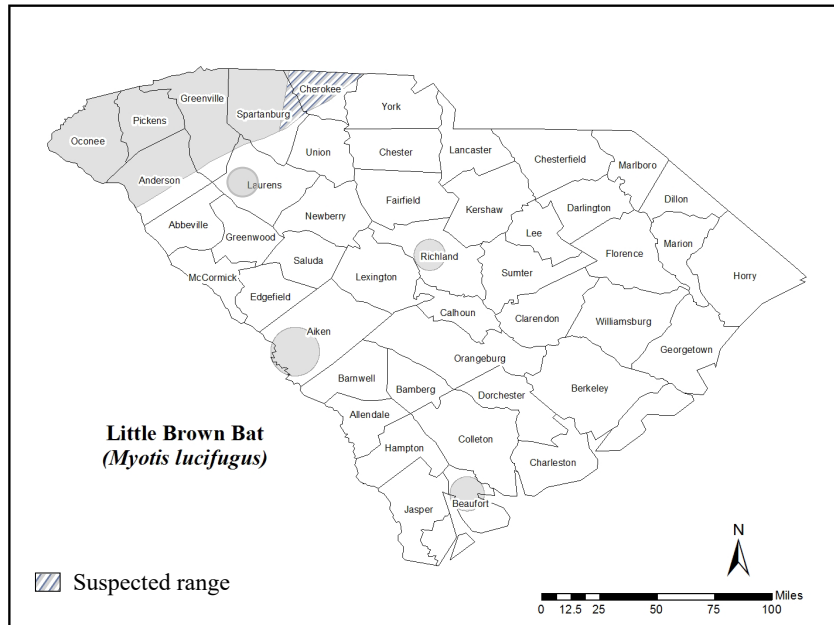 Cherokee
Greenville
York
Spartanburg
Pickens
Oconee
Union
Chester
Lancaster
Chesterfield
Marlboro
Anderson
Laurens
Dillon
Fairfield
Kershaw
Darlington
Newberry
Abbeville
Lee
Greenwood
Marion
Florence
Richland
Saluda
Horry
Sumter
McCormick
Lexington
Edgefield
Calhoun
Clarendon
Williamsburg
Aiken
Georgetown
Orangeburg
Barnwell
Bamberg
Dorchester
Berkeley
Allendale
Little Brown Bat
(Myotis lucifugus)
Hampton
Colleton
Charleston
Beaufort
Jasper
N
Suspected range
Miles
0 12.5 25 50 75 100